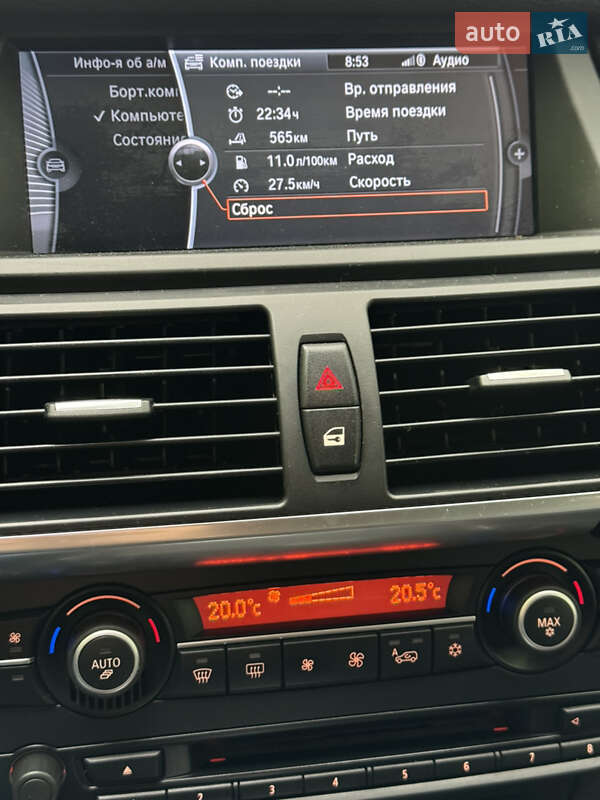 auto RIA .com
Инфо-я об а/м Комп. поездки 8:53 Аудио
Борт.комп
--:-- Вр. отправления
✓ Компьюте
22:34ч Время поездки
Состояние
565км Путь
11.0л/100км Расход
27.5км/ч Скорость
Сброс
20.0°c 20.5°c
AUTO
MAX
A
2 3 4 5 6 7 8